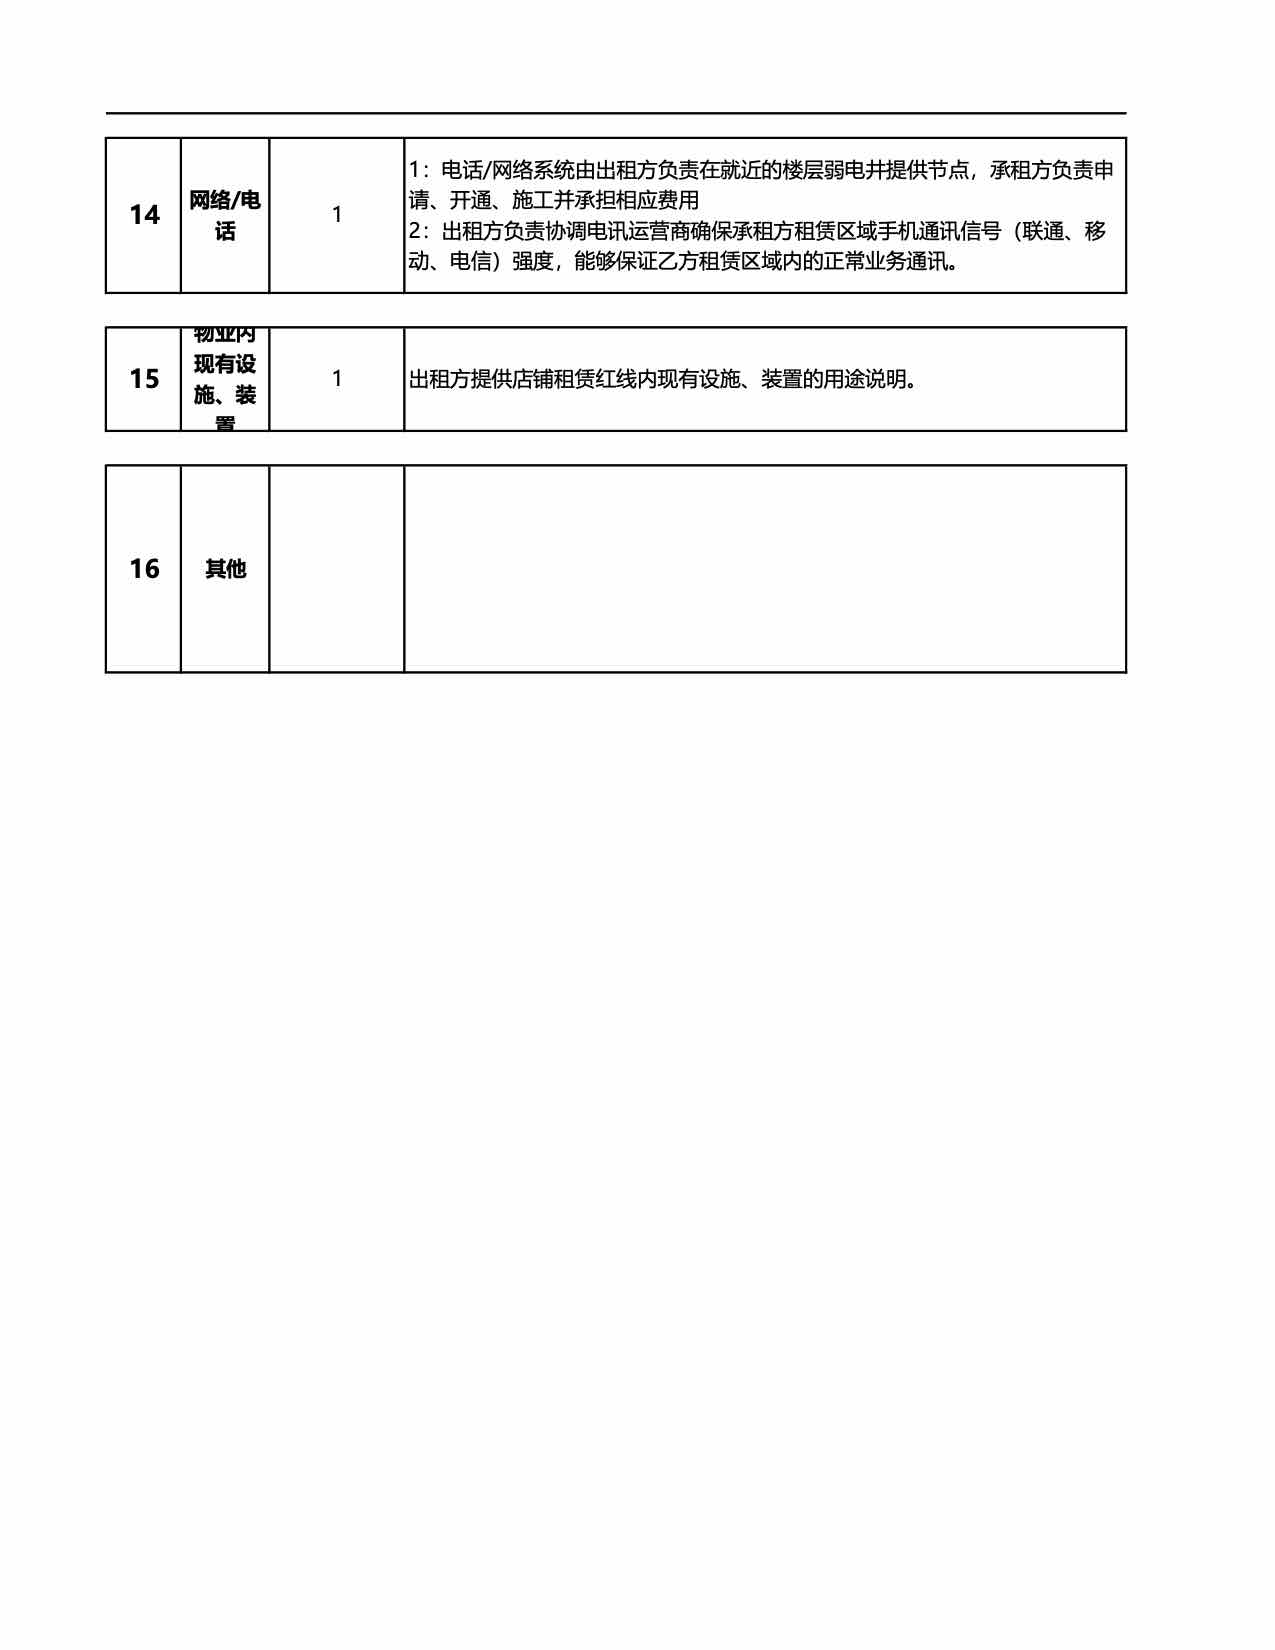 14
网络/电
话
1
1：电话/网络系统由出租方负责在就近的楼层弱电井提供节点，承租方负责申
请、开通、施工并承担相应费用
2：出租方负责协调电讯运营商确保承租方租赁区域手机通讯信号（联通、移
动、电信）强度，能够保证乙方租赁区域内的正常业务通讯。
15
物业内
现有设
施、装
置
1
出租方提供店铺租赁红线内现有设施、装置的用途说明。
16
其他